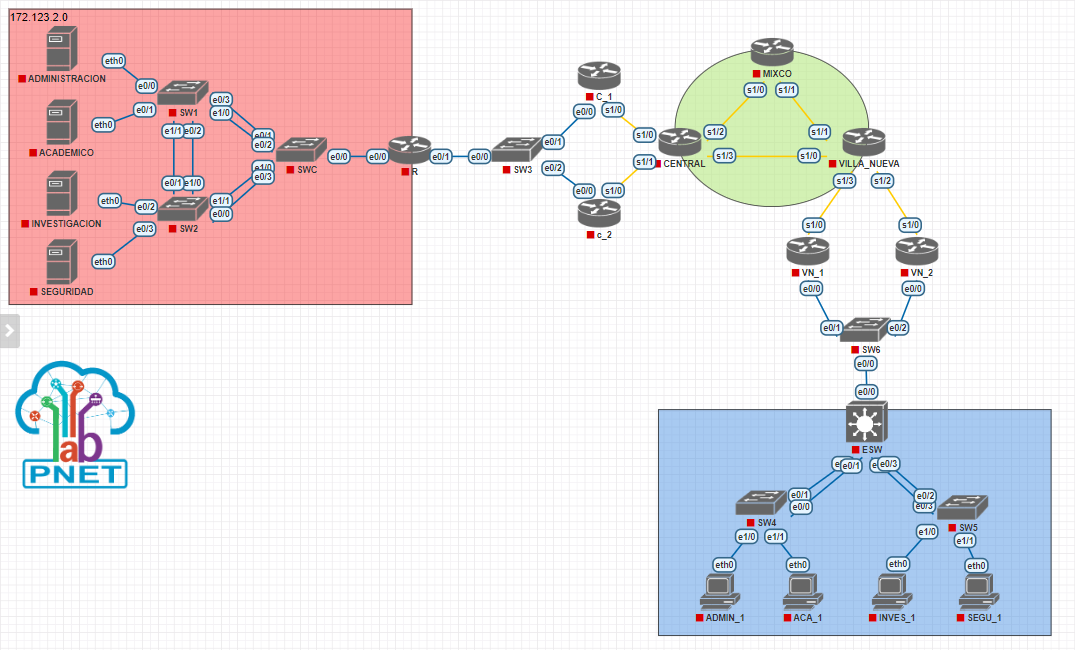 172.123.2.0
ADMINISTRACION
eth0
e0/0
SW1
e0/3
e1/0
e0/1
eth0
ACADEMICO
e1/1
e0/2
e0/1
e0/2
SWC
e0/0
e0/0
R
e0/1
e0/0
SW3
e0/1
e0/2
C_1
e0/0
s1/0
s1/0
CENTRAL
s1/1
e0/0
s1/0
c_2
MIXCO
s1/0
s1/1
s1/2
s1/1
s1/3
s1/0
VILLA_NUEVA
s1/3
s1/2
e1/0
e0/3
e0/1
e1/0
eth0
e0/2
INVESTIGACION
SW2
e1/1
e0/0
e0/3
eth0
SEGURIDAD
s1/0
s1/0
VN_1
VN_2
e0/0
e0/0
e0/1
e0/2
SW6
e0/0
e0/0
ESW
e0/1
e0/3
e0/1
e0/0
SW4
e0/2
e0/3
SW5
e1/0
e1/1
e1/0
e1/1
eth0
eth0
eth0
eth0
ADMIN_1
ACA_1
INVES_1
SEGU_1
lab
PNET